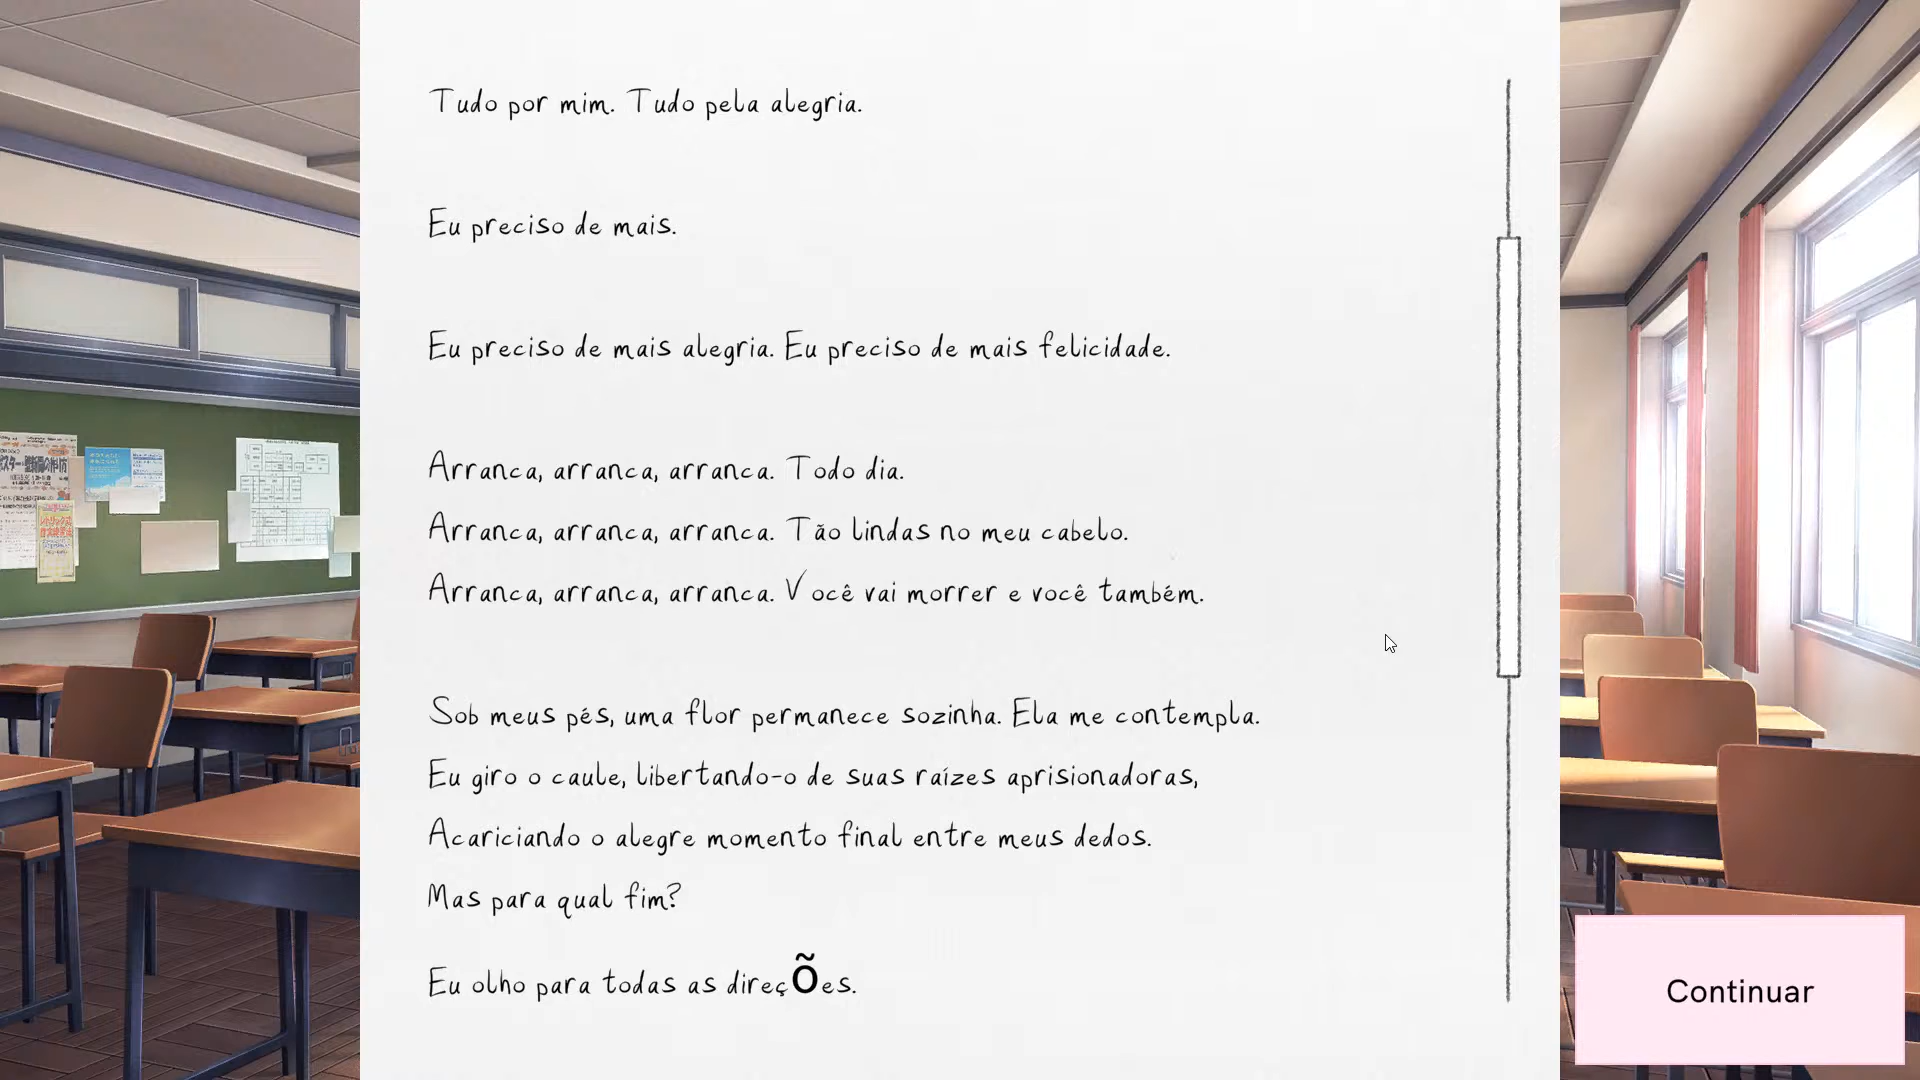 Tudo por mim. Tudo pela alegria.
Eu preciso de mais.
Eu preciso de mais alegria. Eu preciso de mais felicidade.
Arranca, arranca, arranca. Todo dia.
Arranca, arranca, arranca. Tão lindas no meu cabelo.
Arranca, arranca, arranca. Você vai morrer e você também.
Sob meus pés, uma flor permanece sozinha. Ela me contempla.
Eu giro o caule, libertando-o de suas raízes aprisionadoras,
Acariciando o alegre momento final entre meus dedos.
Mas para qual fim?
Eu olho para todas as direçÕes.
Continuar